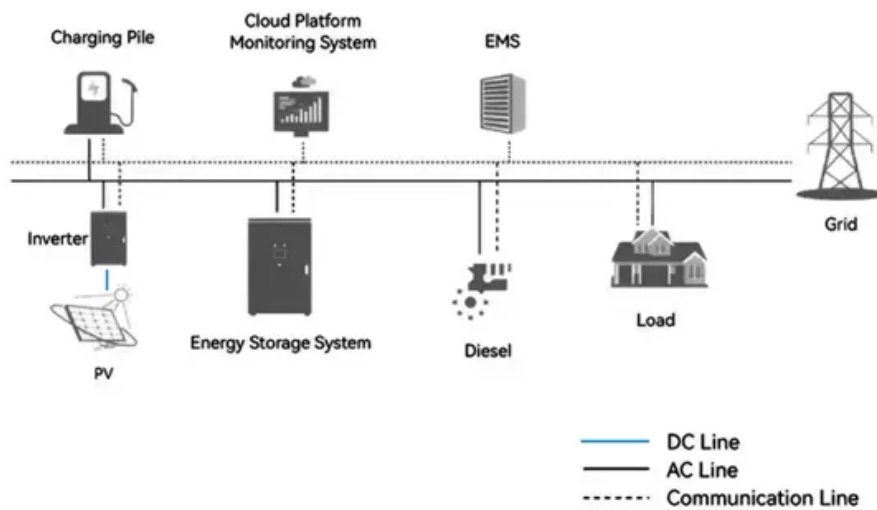 Charging Pile
Cloud Platform
Monitoring System
EMS
Grid
Inverter
PV
Energy Storage System
Diesel
Load
DC Line
AC Line
Communication Line